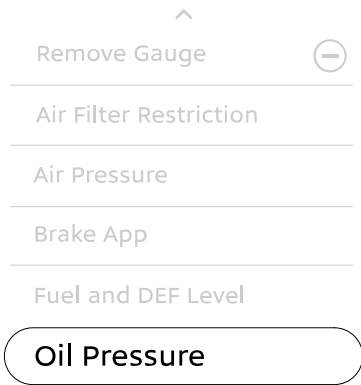 Remove Gauge
Air Filter Restriction
Air Pressure
Brake App
Fuel and DEF Level
Oil Pressure